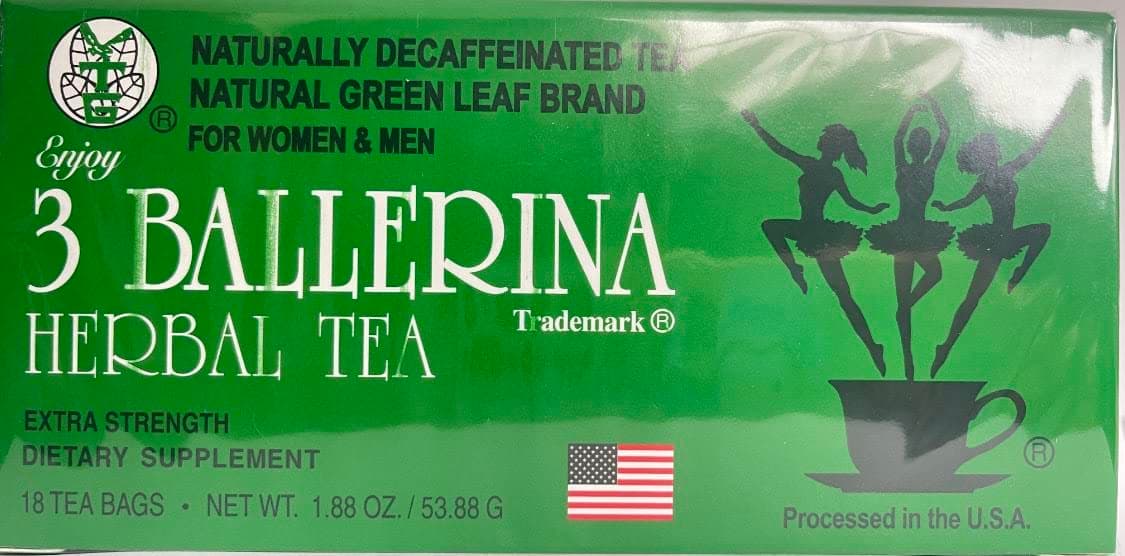 NATURALLY DECAFFEINATED TEA
NATURAL GREEN LEAF BRAND
®
FOR WOMEN & MEN
Enjoy
3 BALLERINA
HERBAL TEA
Trademark ®
EXTRA STRENGTH
DIETARY SUPPLEMENT
18 TEA BAGS • NET WT. 1.88 OZ. / 53.88 G
®
Processed in the U.S.A.